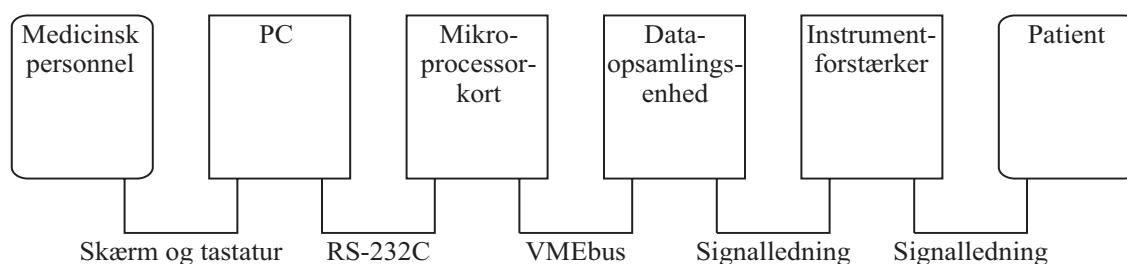 Medicinsk
personnel
PC
Mikro-
processor-
kort
Data-
opsamlings-
enhed
Instrument-
forstærker
Patient
Skærm og tastatur
RS-232C
VMEbus
Signalledning
Signalledning